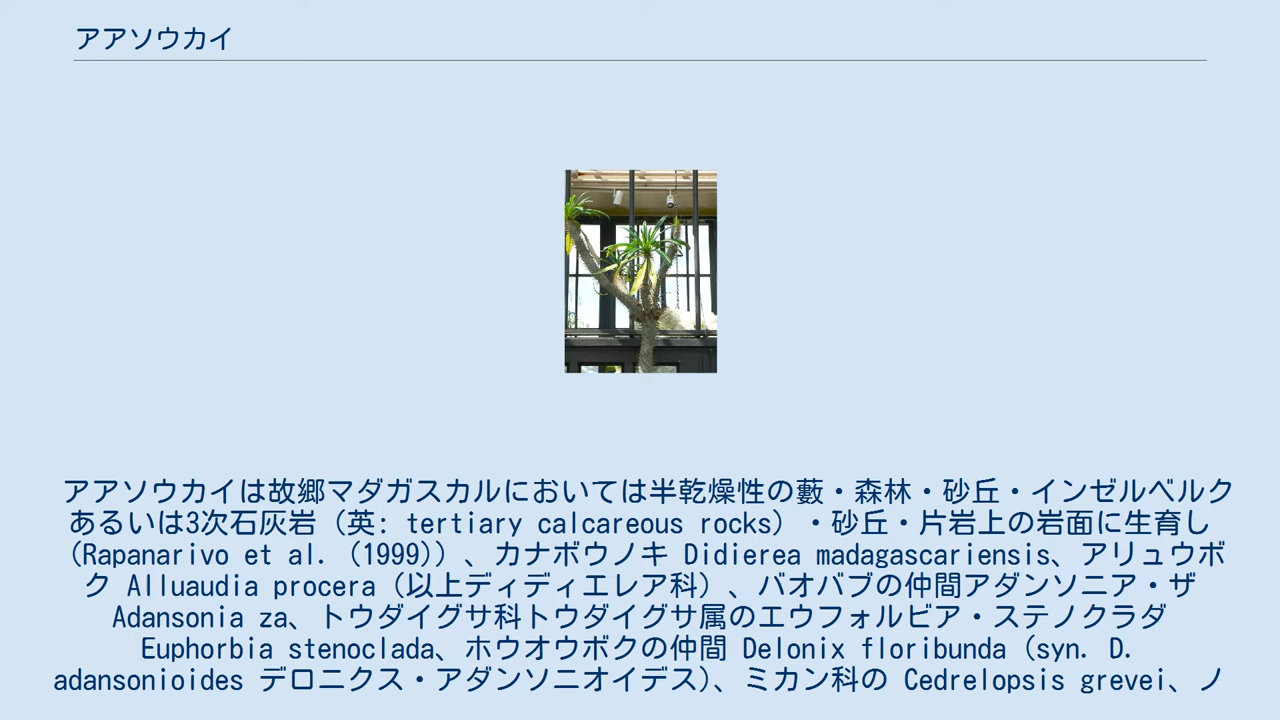 アアソウカイ
アアソウカイは故郷マダガスカルにおいては半乾燥性の藪・森林・砂丘・インゼルベルク
あるいは3次石灰岩（英: tertiary calcareous rocks）・砂丘・片岩上の岩面に生育し
（Rapanarivo et al. (1999)）、カナボウノキ Didierea madagascariensis、アリュウボ
ク Alluaudia procera（以上ディディエレア科）、バオバブの仲間アダンソニア・ザ
Adansonia za、トウダイグサ科トウダイグサ属のエウフォルビア・ステノクラダ
Euphorbia stenoclada、ホウオウボクの仲間 Delonix floribunda（syn. D.
adansonioides デロニクス・アダンソニオイデス)、ミカン科の Cedrelopsis grevei、ノ